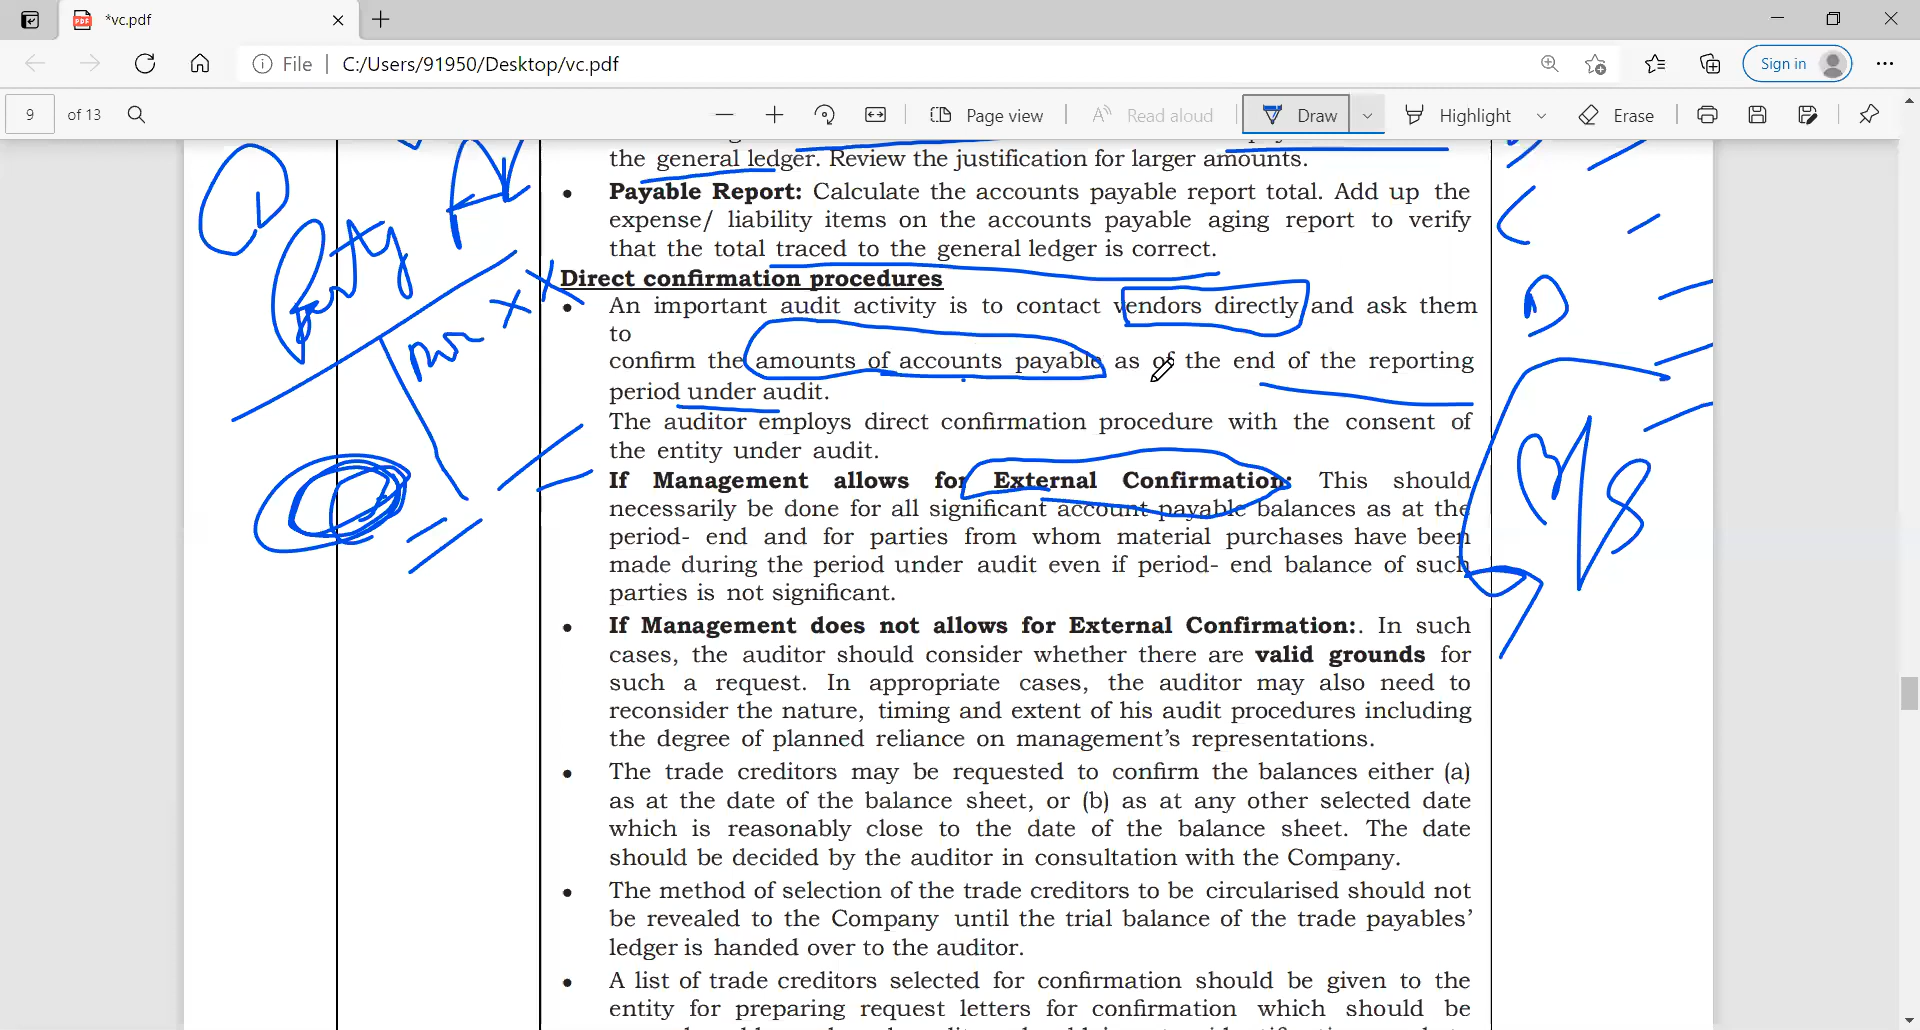 *vc.pdf
File
C:/Users/91950/Desktop/vc.pdf
Sign in
9 of 13
Page view
Read aloud
Draw
Highlight
Erase
the general ledger. Review the justification for larger amounts.
• Payable Report: Calculate the accounts payable report total. Add up the
expense/ liability items on the accounts payable aging report to verify
that the total traced to the general ledger is correct.
Direct confirmation procedures
• An important audit activity is to contact vendors directly and ask them
to
confirm the amounts of accounts payable as of the end of the reporting
period under audit.
The auditor employs direct confirmation procedure with the consent of
the entity under audit.
If Management allows for External Confirmation: This should
necessarily be done for all significant account payable balances as at the
period- end and for parties from whom material purchases have been
made during the period under audit even if period- end balance of such
parties is not significant.
• If Management does not allows for External Confirmation:. In such
cases, the auditor should consider whether there are valid grounds for
such a request. In appropriate cases, the auditor may also need to
reconsider the nature, timing and extent of his audit procedures including
the degree of planned reliance on management’s representations.
• The trade creditors may be requested to confirm the balances either (a)
as at the date of the balance sheet, or (b) as at any other selected date
which is reasonably close to the date of the balance sheet. The date
should be decided by the auditor in consultation with the Company.
• The method of selection of the trade creditors to be circularised should not
be revealed to the Company until the trial balance of the trade payables’
ledger is handed over to the auditor.
• A list of trade creditors selected for confirmation should be given to the
entity for preparing request letters for confirmation which should be
Party A
C
D